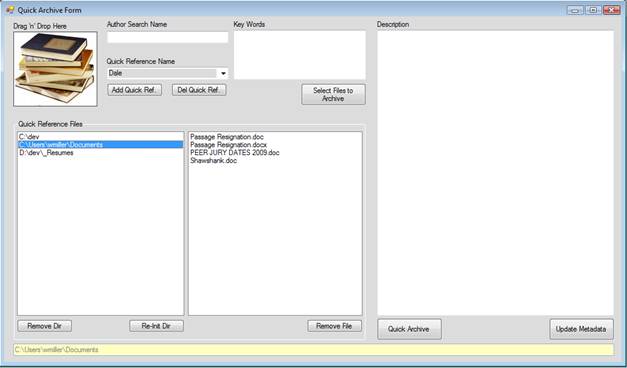 Quick Archive Form
Drag 'n' Drop Here
Author Search Name
Key Words
Description
Quick Reference Name
Dale
Add Quick Ref.
Del Quick Ref.
Select Files to
Archive
Quick Reference Files
C:\dev
C:\Users\wmiller\Documents
D:\dev\_Resumes
Passage Resignation.doc
Passage Resignation.docx
PEER JURY DATES 2009.doc
Shawshank.doc
Remove Dir
Re-Init Dir
Remove File
Quick Archive
Update Metadata
C:\Users\wmiller\Documents